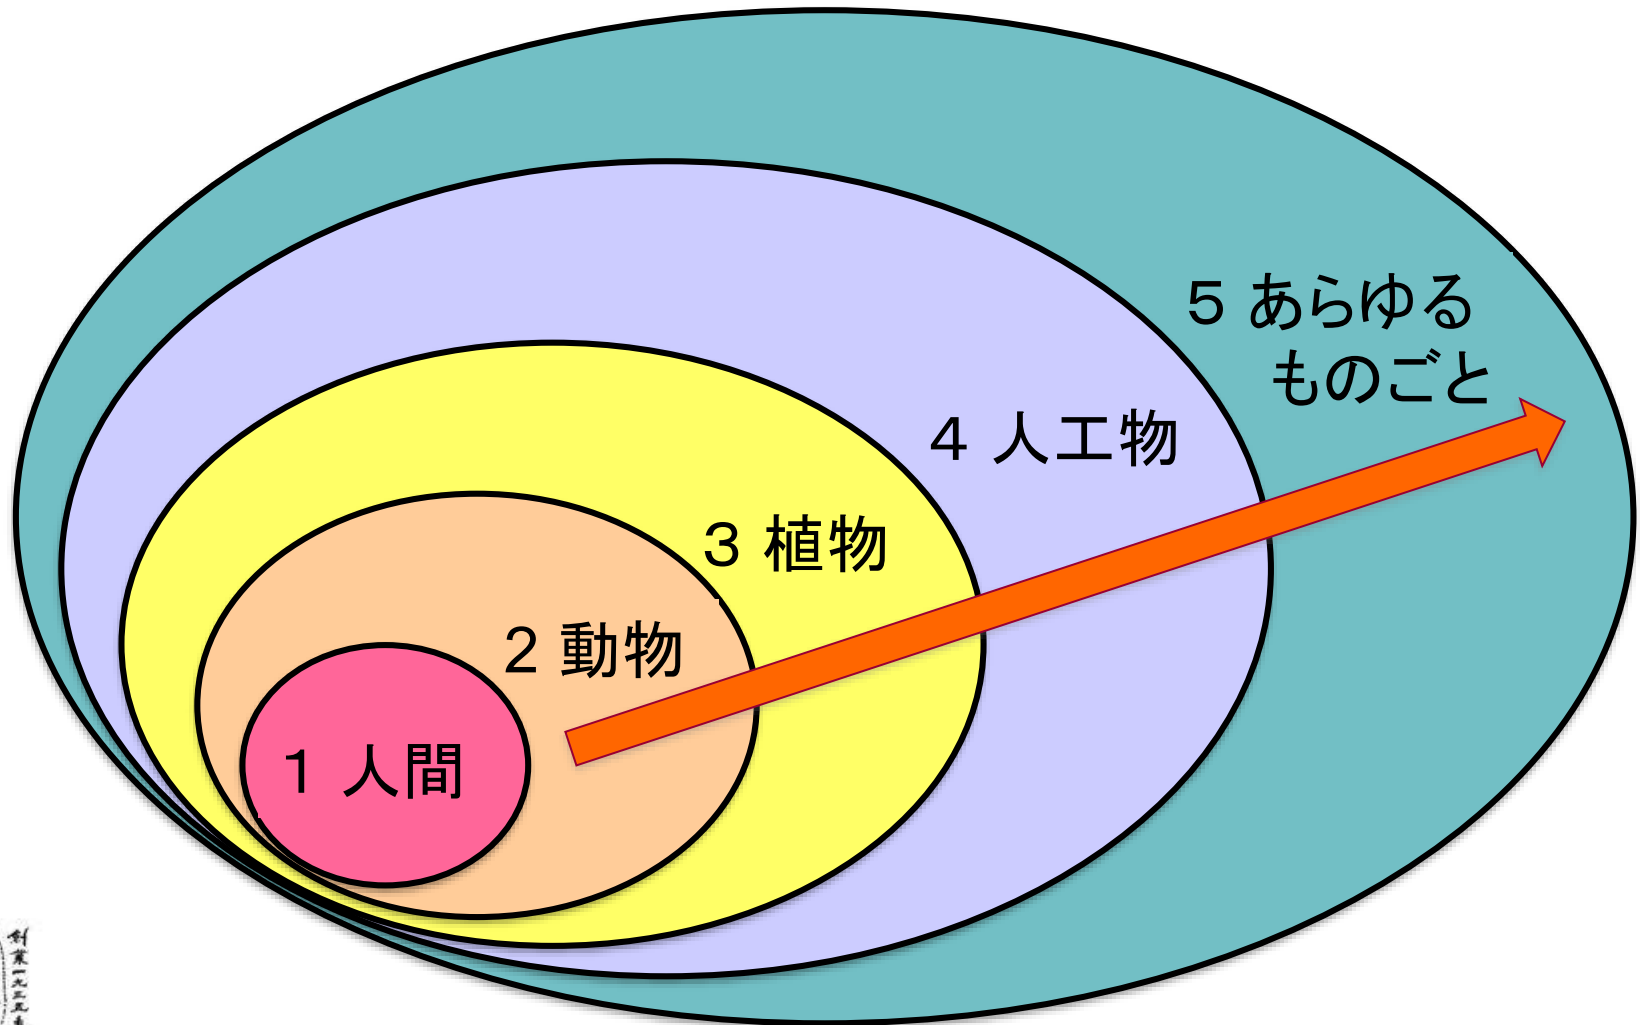 5 あらゆる
ものごと
4 人工物
3 植物
2 動物
1 人間